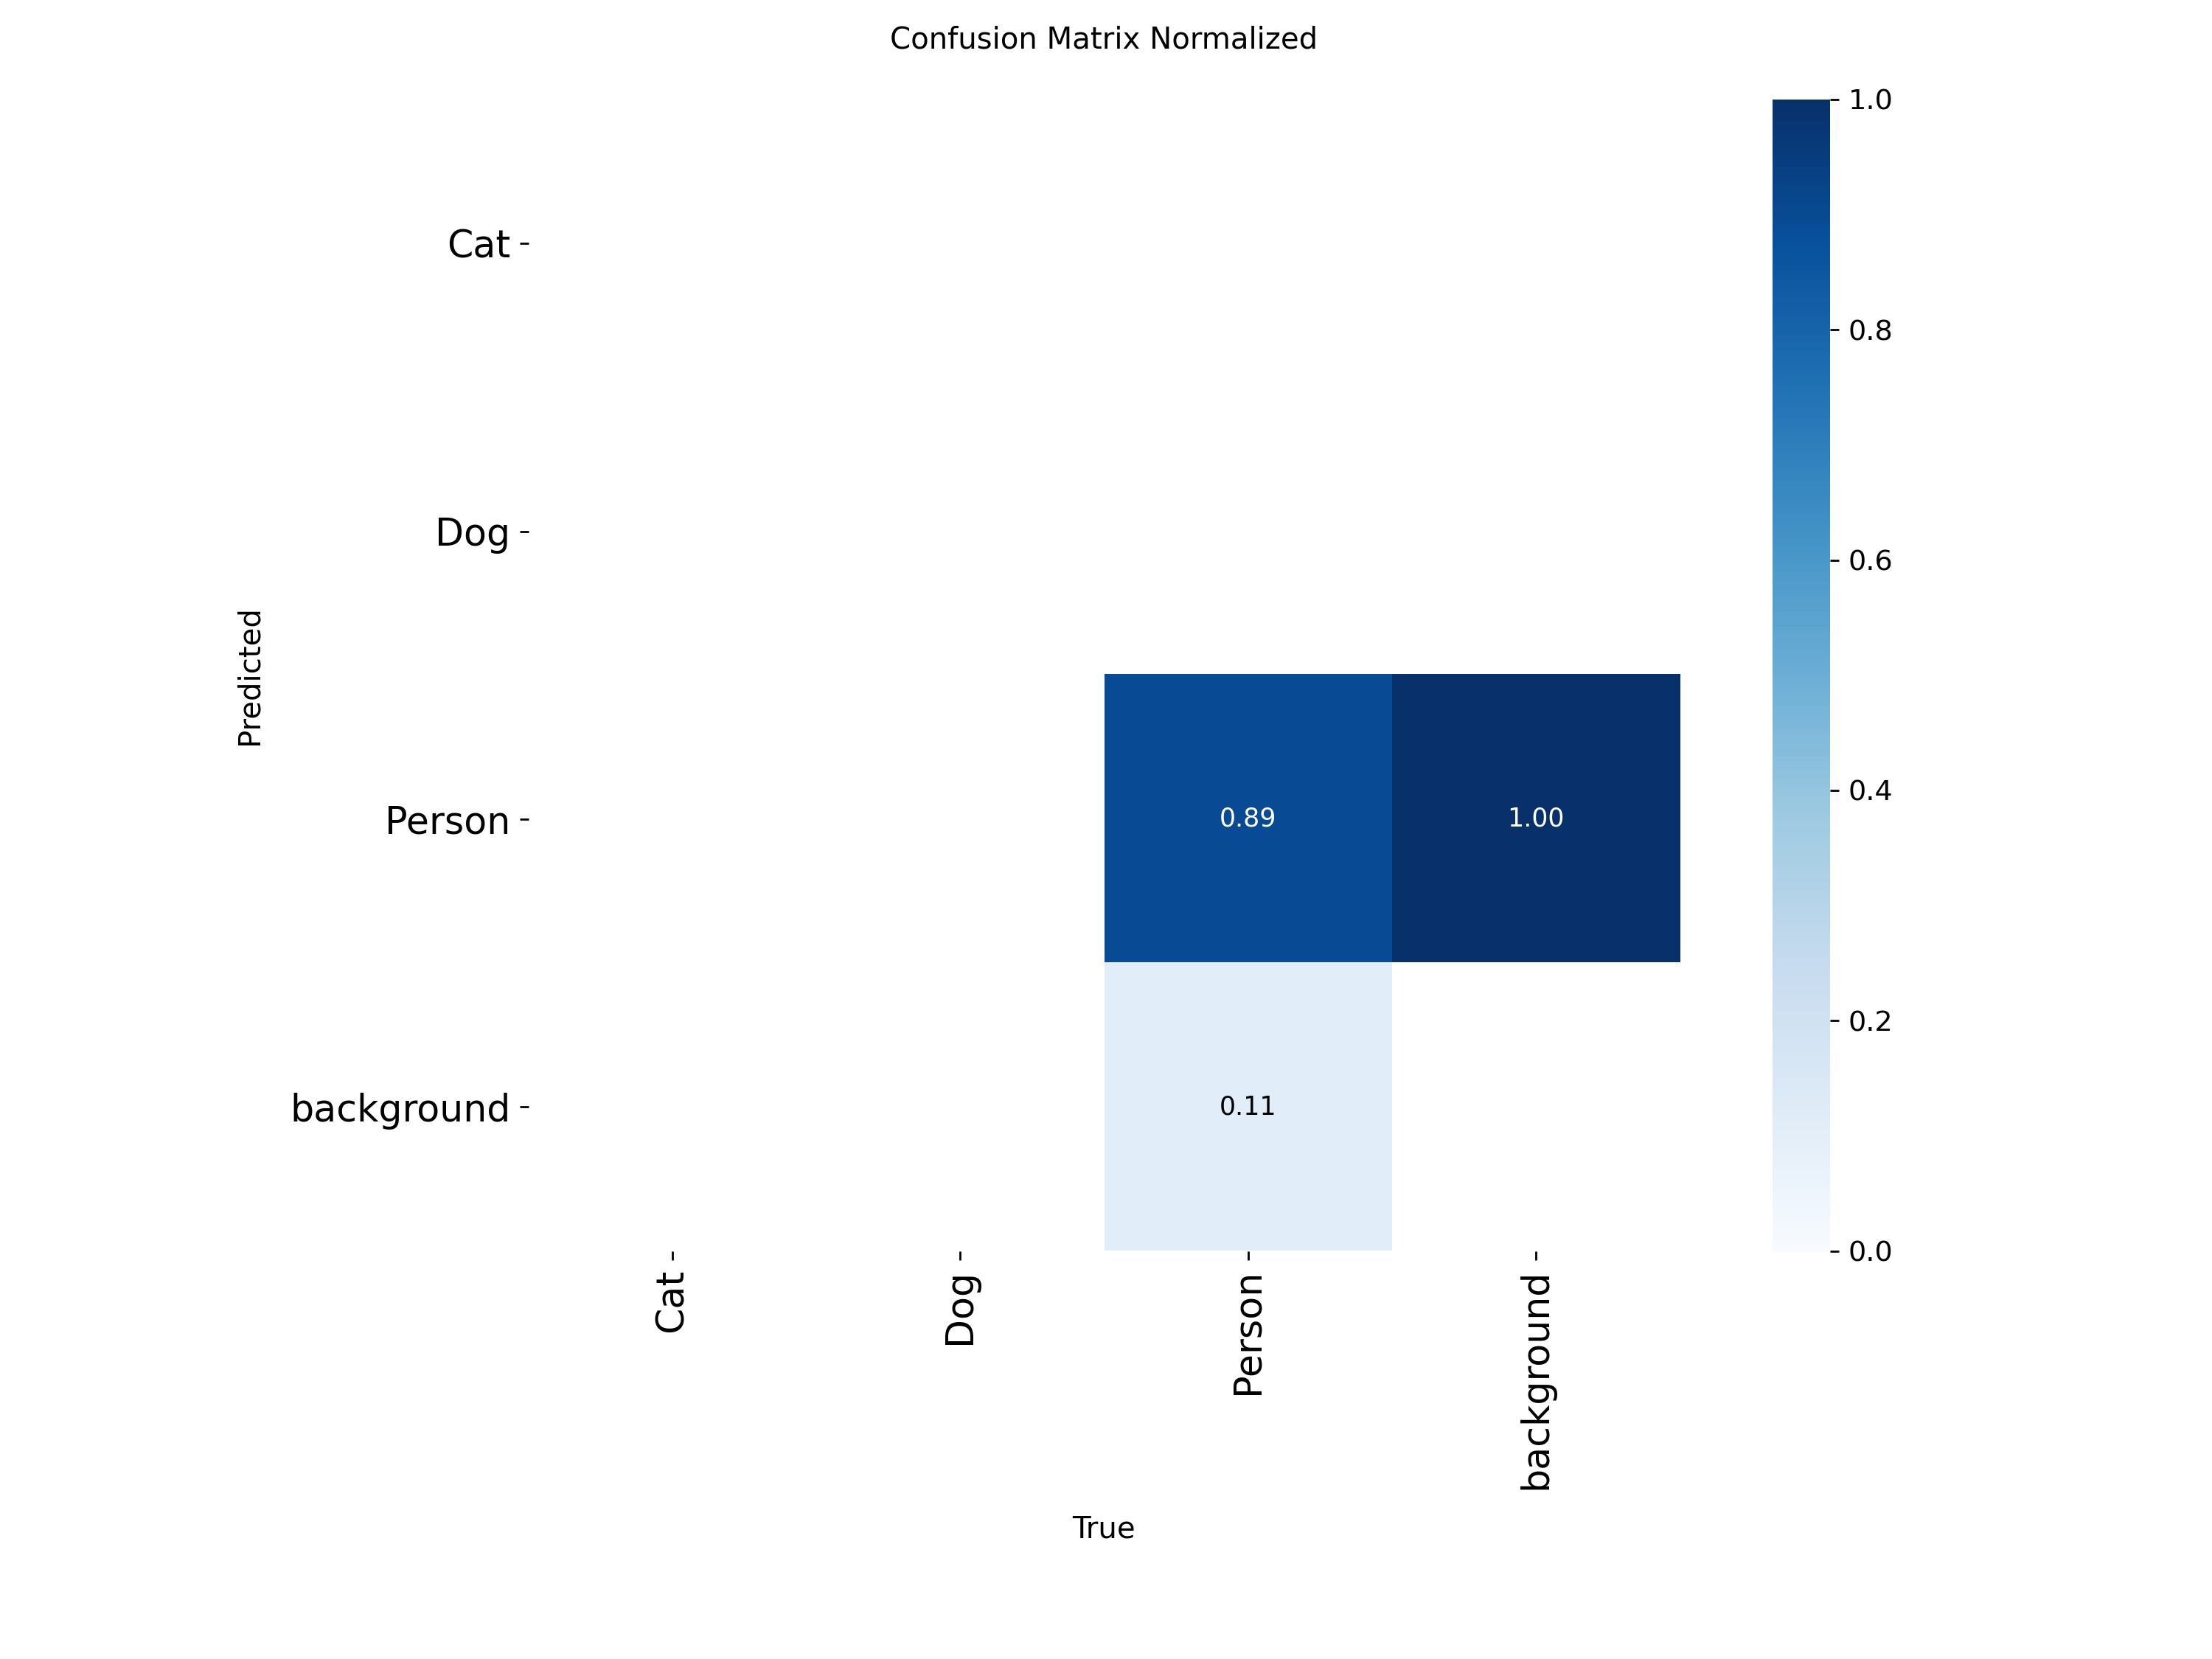 Confusion Matrix Normalized
1.0
0.8
0.6
0.4
0.2
0.0
Predicted
Cat
Dog
Person
background
0.89
1.00
0.11
Cat
Dog
Person
background
True